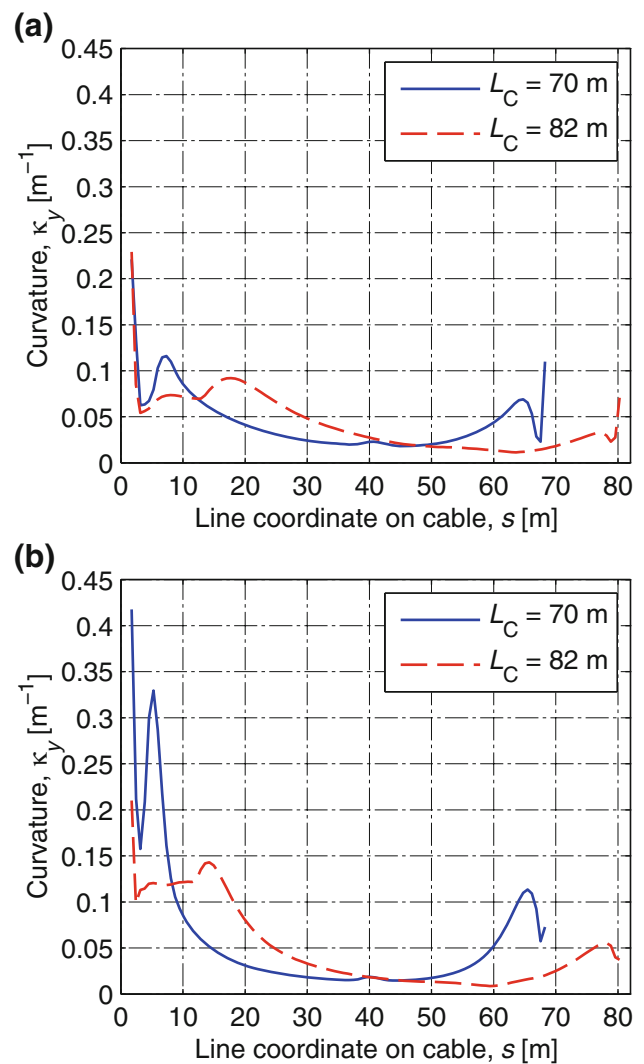 (a)
0.45
0.4
0.35
0.3
0.25
0.2
0.15
0.1
0.05
0
Curvature, κy [m−1]
LC = 70 m
LC = 82 m
0 10 20 30 40 50 60 70 80
Line coordinate on cable, s [m]
(b)
0.45
0.4
0.35
0.3
0.25
0.2
0.15
0.1
0.05
0
Curvature, κy [m−1]
LC = 70 m
LC = 82 m
0 10 20 30 40 50 60 70 80
Line coordinate on cable, s [m]